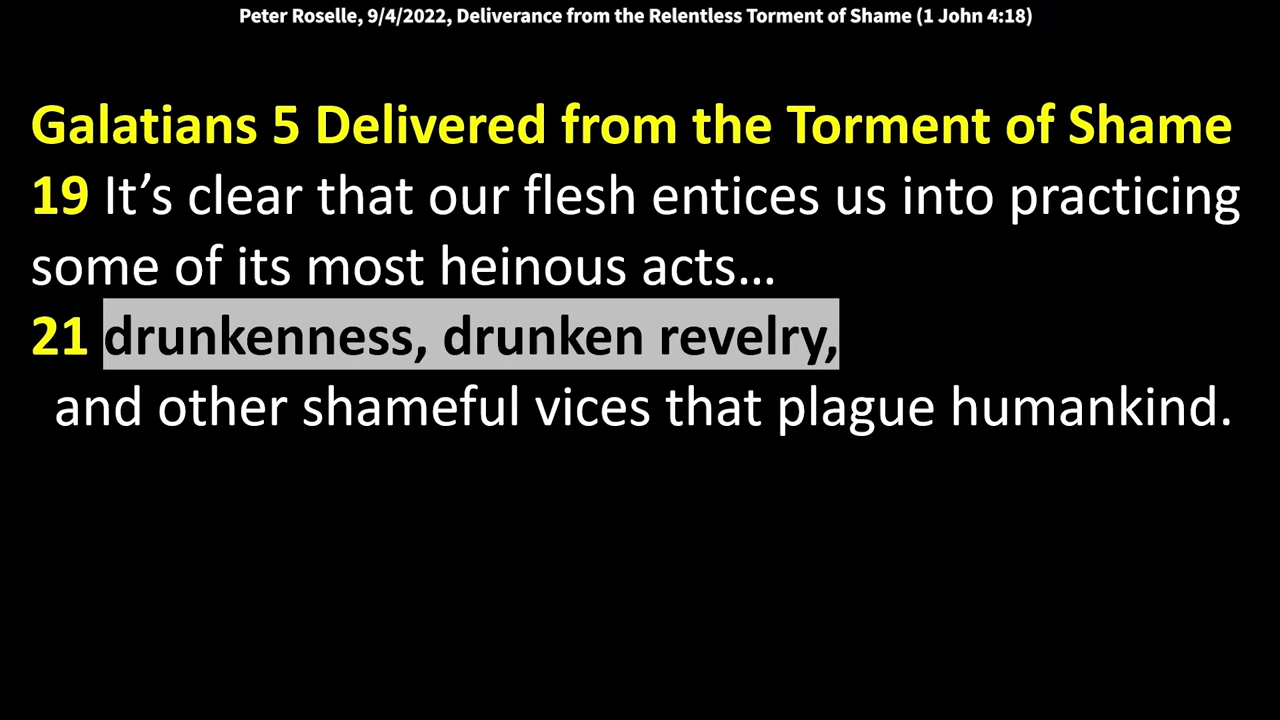 Peter Roselle, 9/4/2022, Deliverance from the Relentless Torment of Shame (1 John 4:18)
Galatians 5 Delivered from the Torment of Shame
19 It’s clear that our flesh entices us into practicing
some of its most heinous acts…
21 drunkenness, drunken revelry,
and other shameful vices that plague humankind.